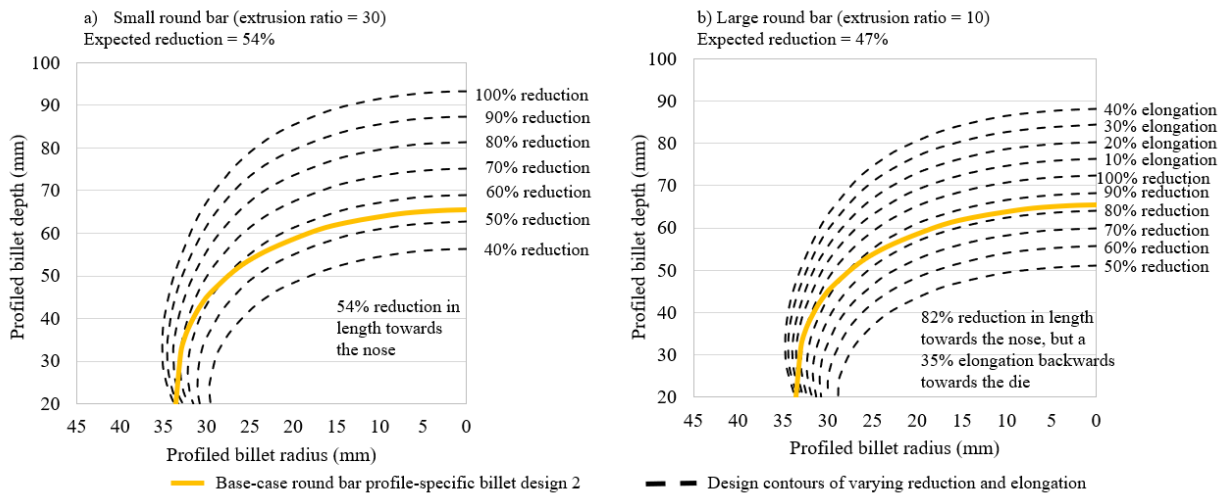 a) Small round bar (extrusion ratio = 30)
Expected reduction = 54%
100
90
80
70
60
50
40
30
20
Profiled billet depth (mm)
100% reduction
90% reduction
80% reduction
70% reduction
60% reduction
50% reduction
40% reduction
54% reduction in
length towards
the nose
45 40 35 30 25 20 15 10 5 0
Profiled billet radius (mm)
b) Large round bar (extrusion ratio = 10)
Expected reduction = 47%
100
90
80
70
60
50
40
30
20
Profiled billet depth (mm)
40% elongation
30% elongation
20% elongation
10% elongation
100% reduction
90% reduction
80% reduction
70% reduction
60% reduction
50% reduction
82% reduction in length
towards the nose, but a
35% elongation backwards
towards the die
45 40 35 30 25 20 15 10 5 0
Profiled billet radius (mm)
Base-case round bar profile-specific billet design 2
Design contours of varying reduction and elongation